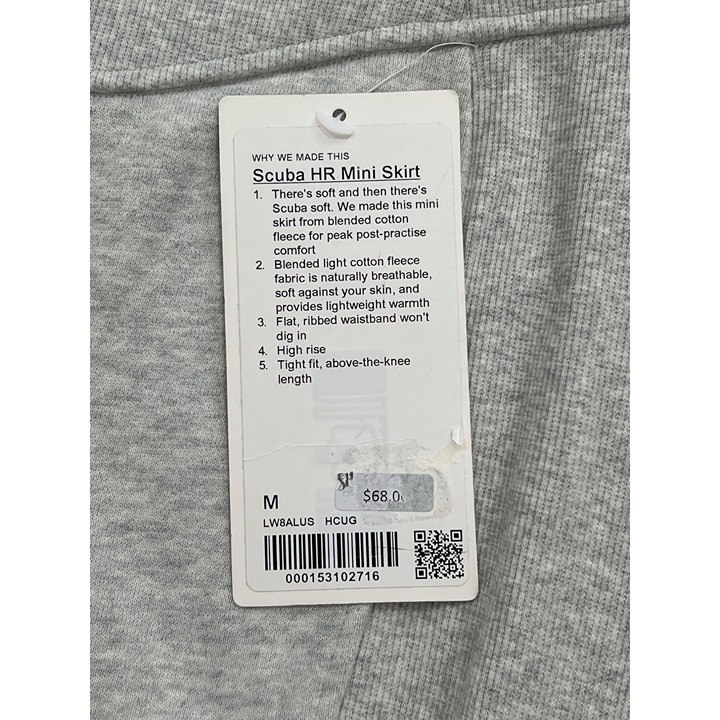 WHY WE MADE THIS
Scuba HR Mini Skirt
1. There's soft and then there's
Scuba soft. We made this mini
skirt from blended cotton
fleece for peak post-practise
comfort
2. Blended light cotton fleece
fabric is naturally breathable,
soft against your skin, and
provides lightweight warmth
3. Flat, ribbed waistband won't
dig in
4. High rise
5. Tight fit, above-the-knee
length
M
$68.0
LW8ALUS HCUG
000153102716